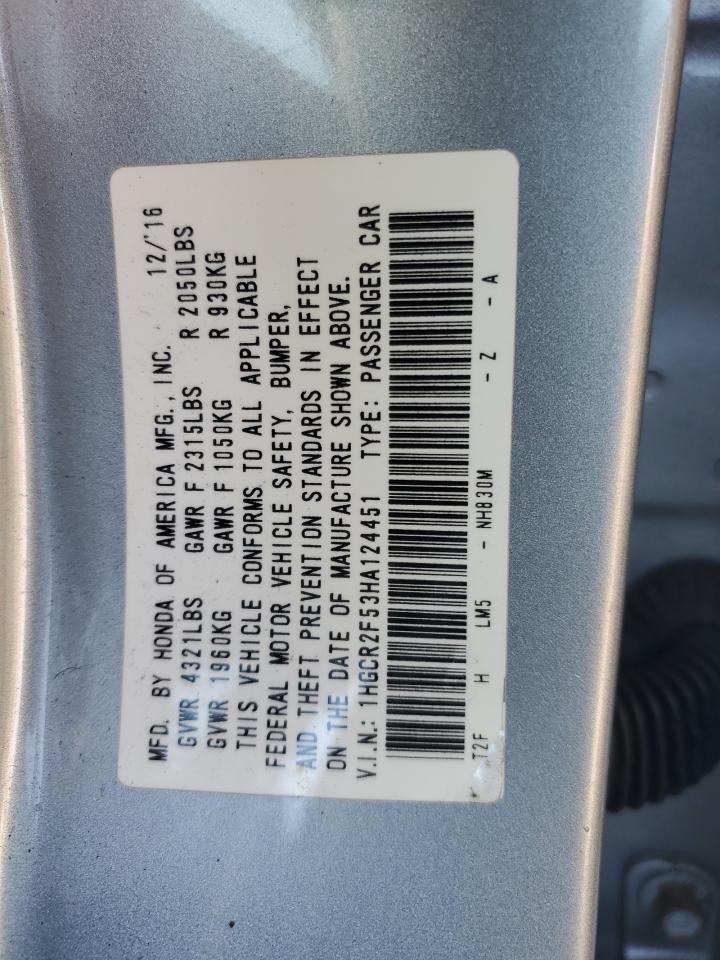 MFD. BY HONDA OF AMERICA MFG., INC. 12/'16
GVWR 4321LBS GAWR F 2315LBS R 2050LBS
GVWR 1960KG GAWR F 1050KG R 930KG
THIS VEHICLE CONFORMS TO ALL APPLICABLE
FEDERAL MOTOR VEHICLE SAFETY, BUMPER,
AND THEFT PREVENTION STANDARDS IN EFFECT
ON THE DATE OF MANUFACTURE SHOWN ABOVE.
V.I.N.: 1HGCR2F53HA124451 TYPE: PASSENGER CAR
T2F H LM5 - NH830M - Z - A